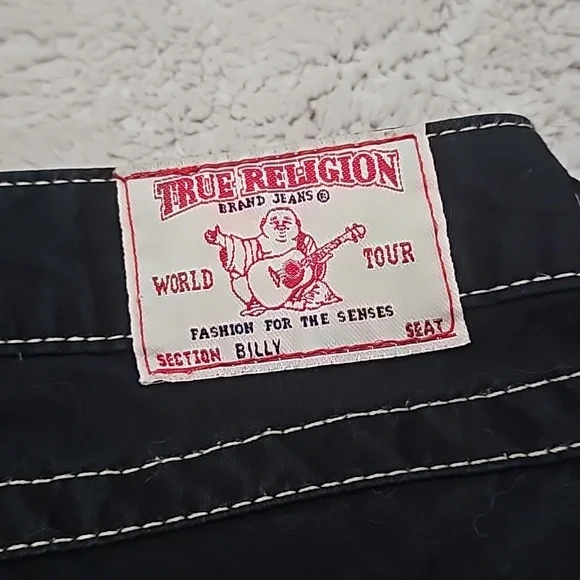 TRUE RELIGION
BRAND JEANS®
WORLD TOUR
FASHION FOR THE SENSES
SECTION BILLY SEAT